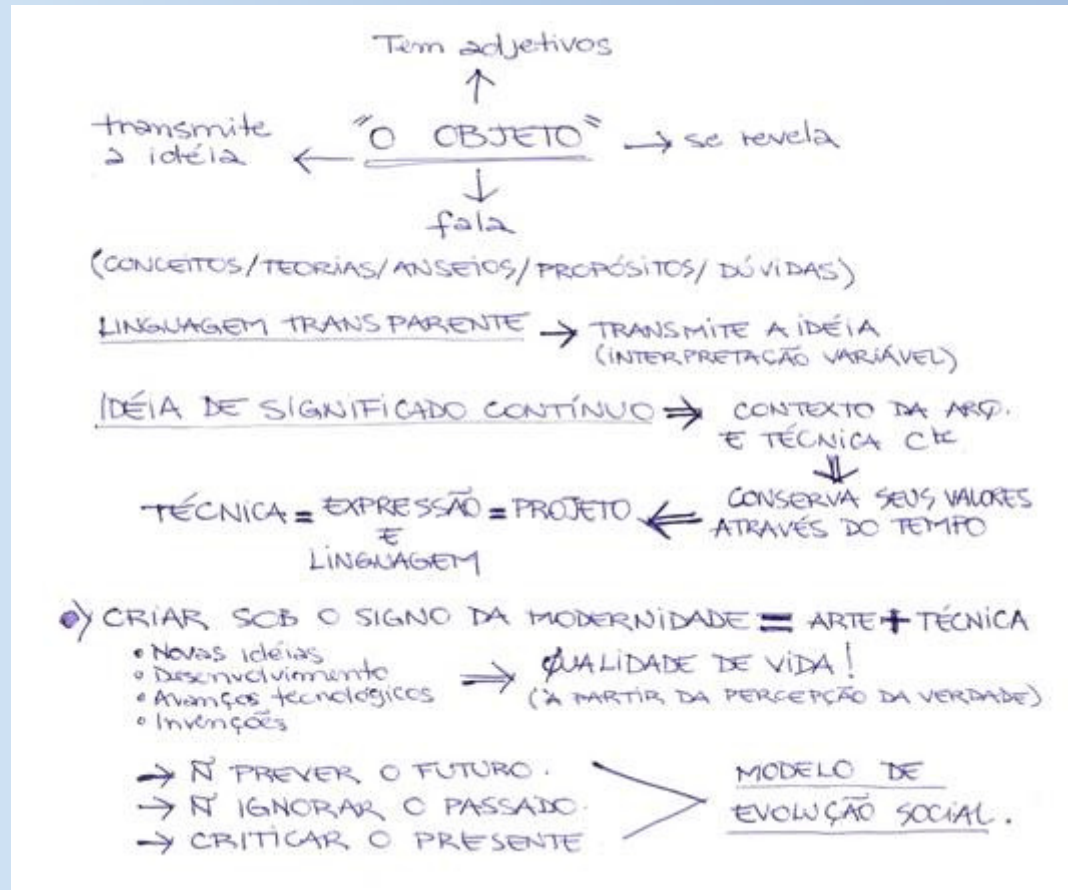 Tem adjetivos
↑
transmite
a idéia ← "O OBJETO" → se revela
↓
fala
(CONCEITOS/TEORIAS/ANSEIOS/PROPÓSITOS/DÚVIDAS)
LINGUAGEM TRANSPARENTE → TRANSMITE A IDÉIA
(INTERPRETAÇÃO VARIÁVEL)
IDÉIA DE SIGNIFICADO CONTÍNUO ⇒ CONTEXTO DA ARQ.
E TÉCNICA
⇓
CONSERVA SEUS VALORES
ATRAVÉS DO TEMPO
TÉCNICA = EXPRESSÃO = PROJETO ⇐
E
LINGUAGEM
•) CRIAR SOB O SIGNO DA MODERNIDADE = ARTE + TÉCNICA
• Novas idéias
• Desenvolviemento
• Avanços tecnológicos
• Invenções
⇒ QUALIDADE DE VIDA!
(À PARTIR DA PERCEPÇÃO DA VERDADE)
→ Ñ PREVER O FUTURO.
→ Ñ IGNORAR O PASSADO.
→ CRITICAR O PRESENTE
MODELO DE
EVOLUÇÃO SOCIAL.